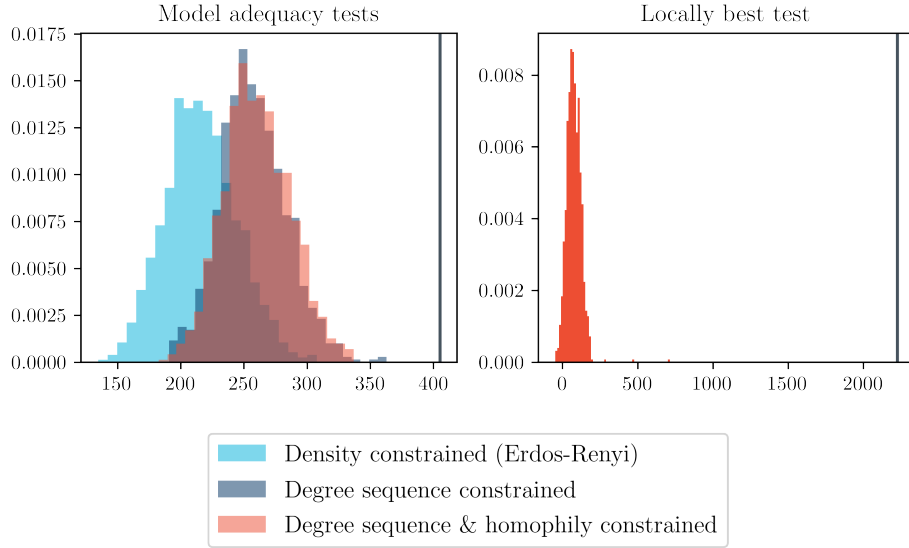 Model adequacy tests
Locally best test
0.0175
0.0150
0.0125
0.0100
0.0075
0.0050
0.0025
0.0000
150 200 250 300 350 400
0.008
0.006
0.004
0.002
0.000
0 500 1000 1500 2000
Density constrained (Erdos-Renyi)
Degree sequence constrained
Degree sequence & homophily constrained